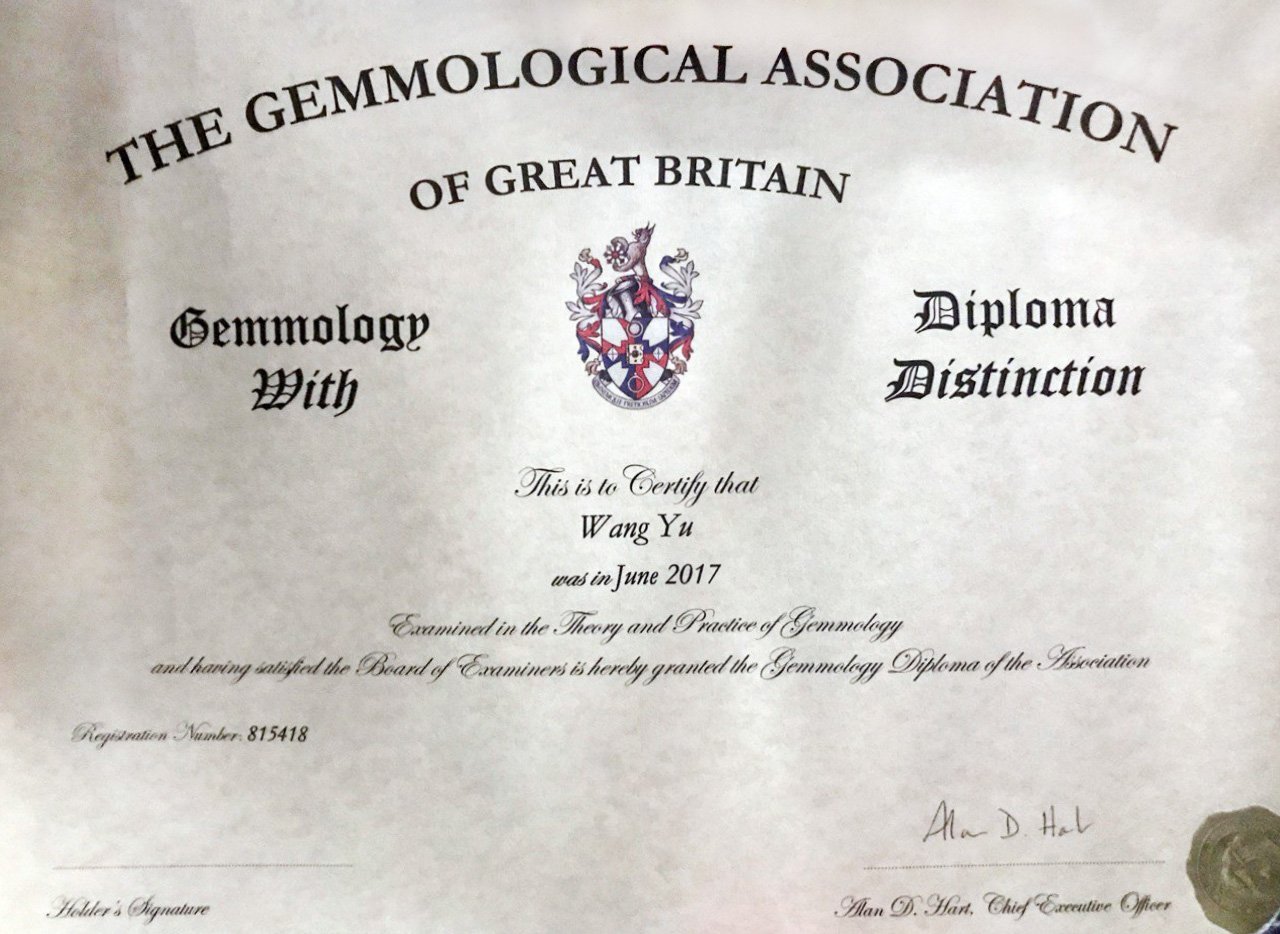 THE GEMMOLOGICAL ASSOCIATION
OF GREAT BRITAIN
Gemmology Diploma
With Distinction
This is to Certify that
Wang Yu
was in June 2017
Examined in the Theory and Practice of Gemmology
and having satisfied the Board of Examiners is hereby granted the Gemmology Diploma of the Association
Registration Number: 815418
Alan D. Hart
Holder's Signature
Alan D. Hart, Chief Executive Officer